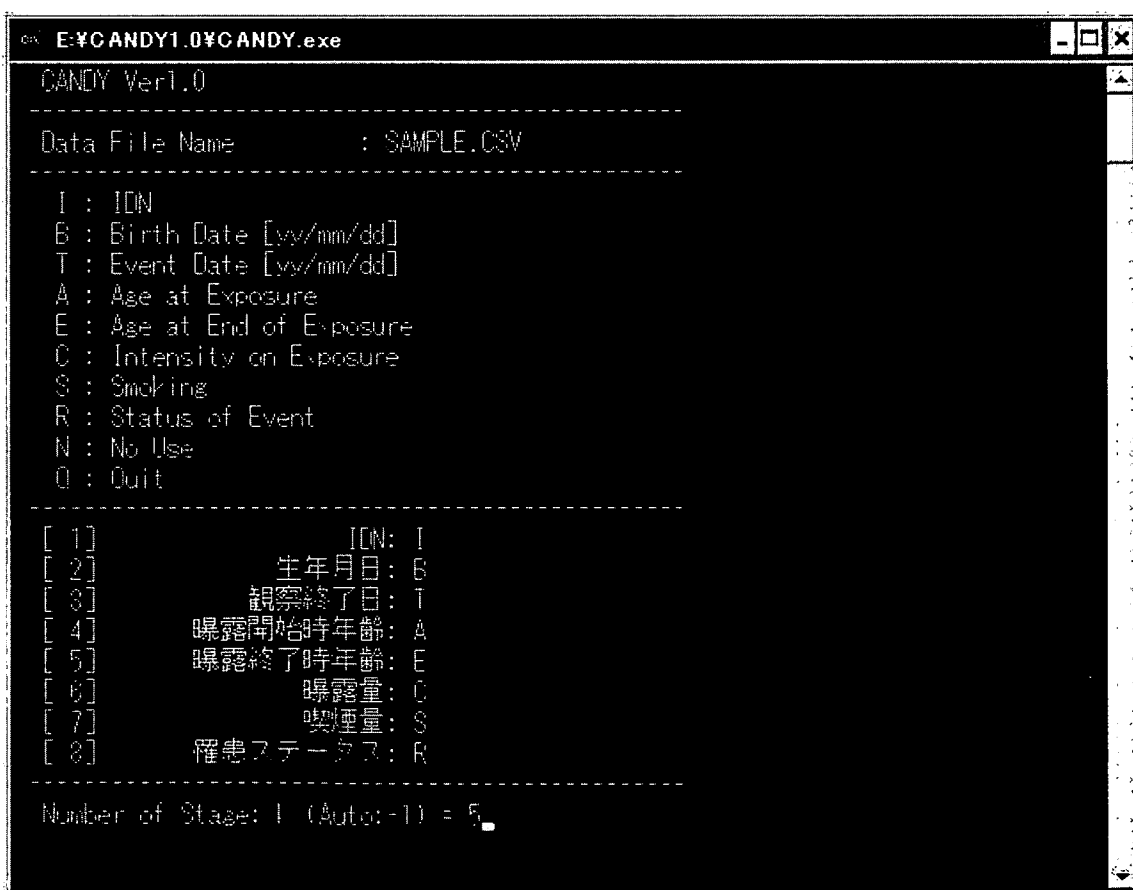 E:¥CANDY1.0¥CANDY.exe
CANDY Ver1.0
Data File Name : SAMPLE.CSV
I : IDN
B : Birth Date [yy/mm/dd]
T : Event Date [yy/mm/dd]
A : Age at Exposure
E : Age at End of Exposure
C : Intensity on Exposure
S : Smoking
R : Status of Event
N : No Use
Q : Quit
[ 1] IDN: I
[ 2] 生年月日: B
[ 3] 観察終了日: T
[ 4] 曝露開始時年齢: A
[ 5] 曝露終了時年齢: E
[ 6] 曝露量: C
[ 7] 喫煙量: S
[ 8] 罹患ステータス: R
Number of Stage: (Auto:-1) = 5